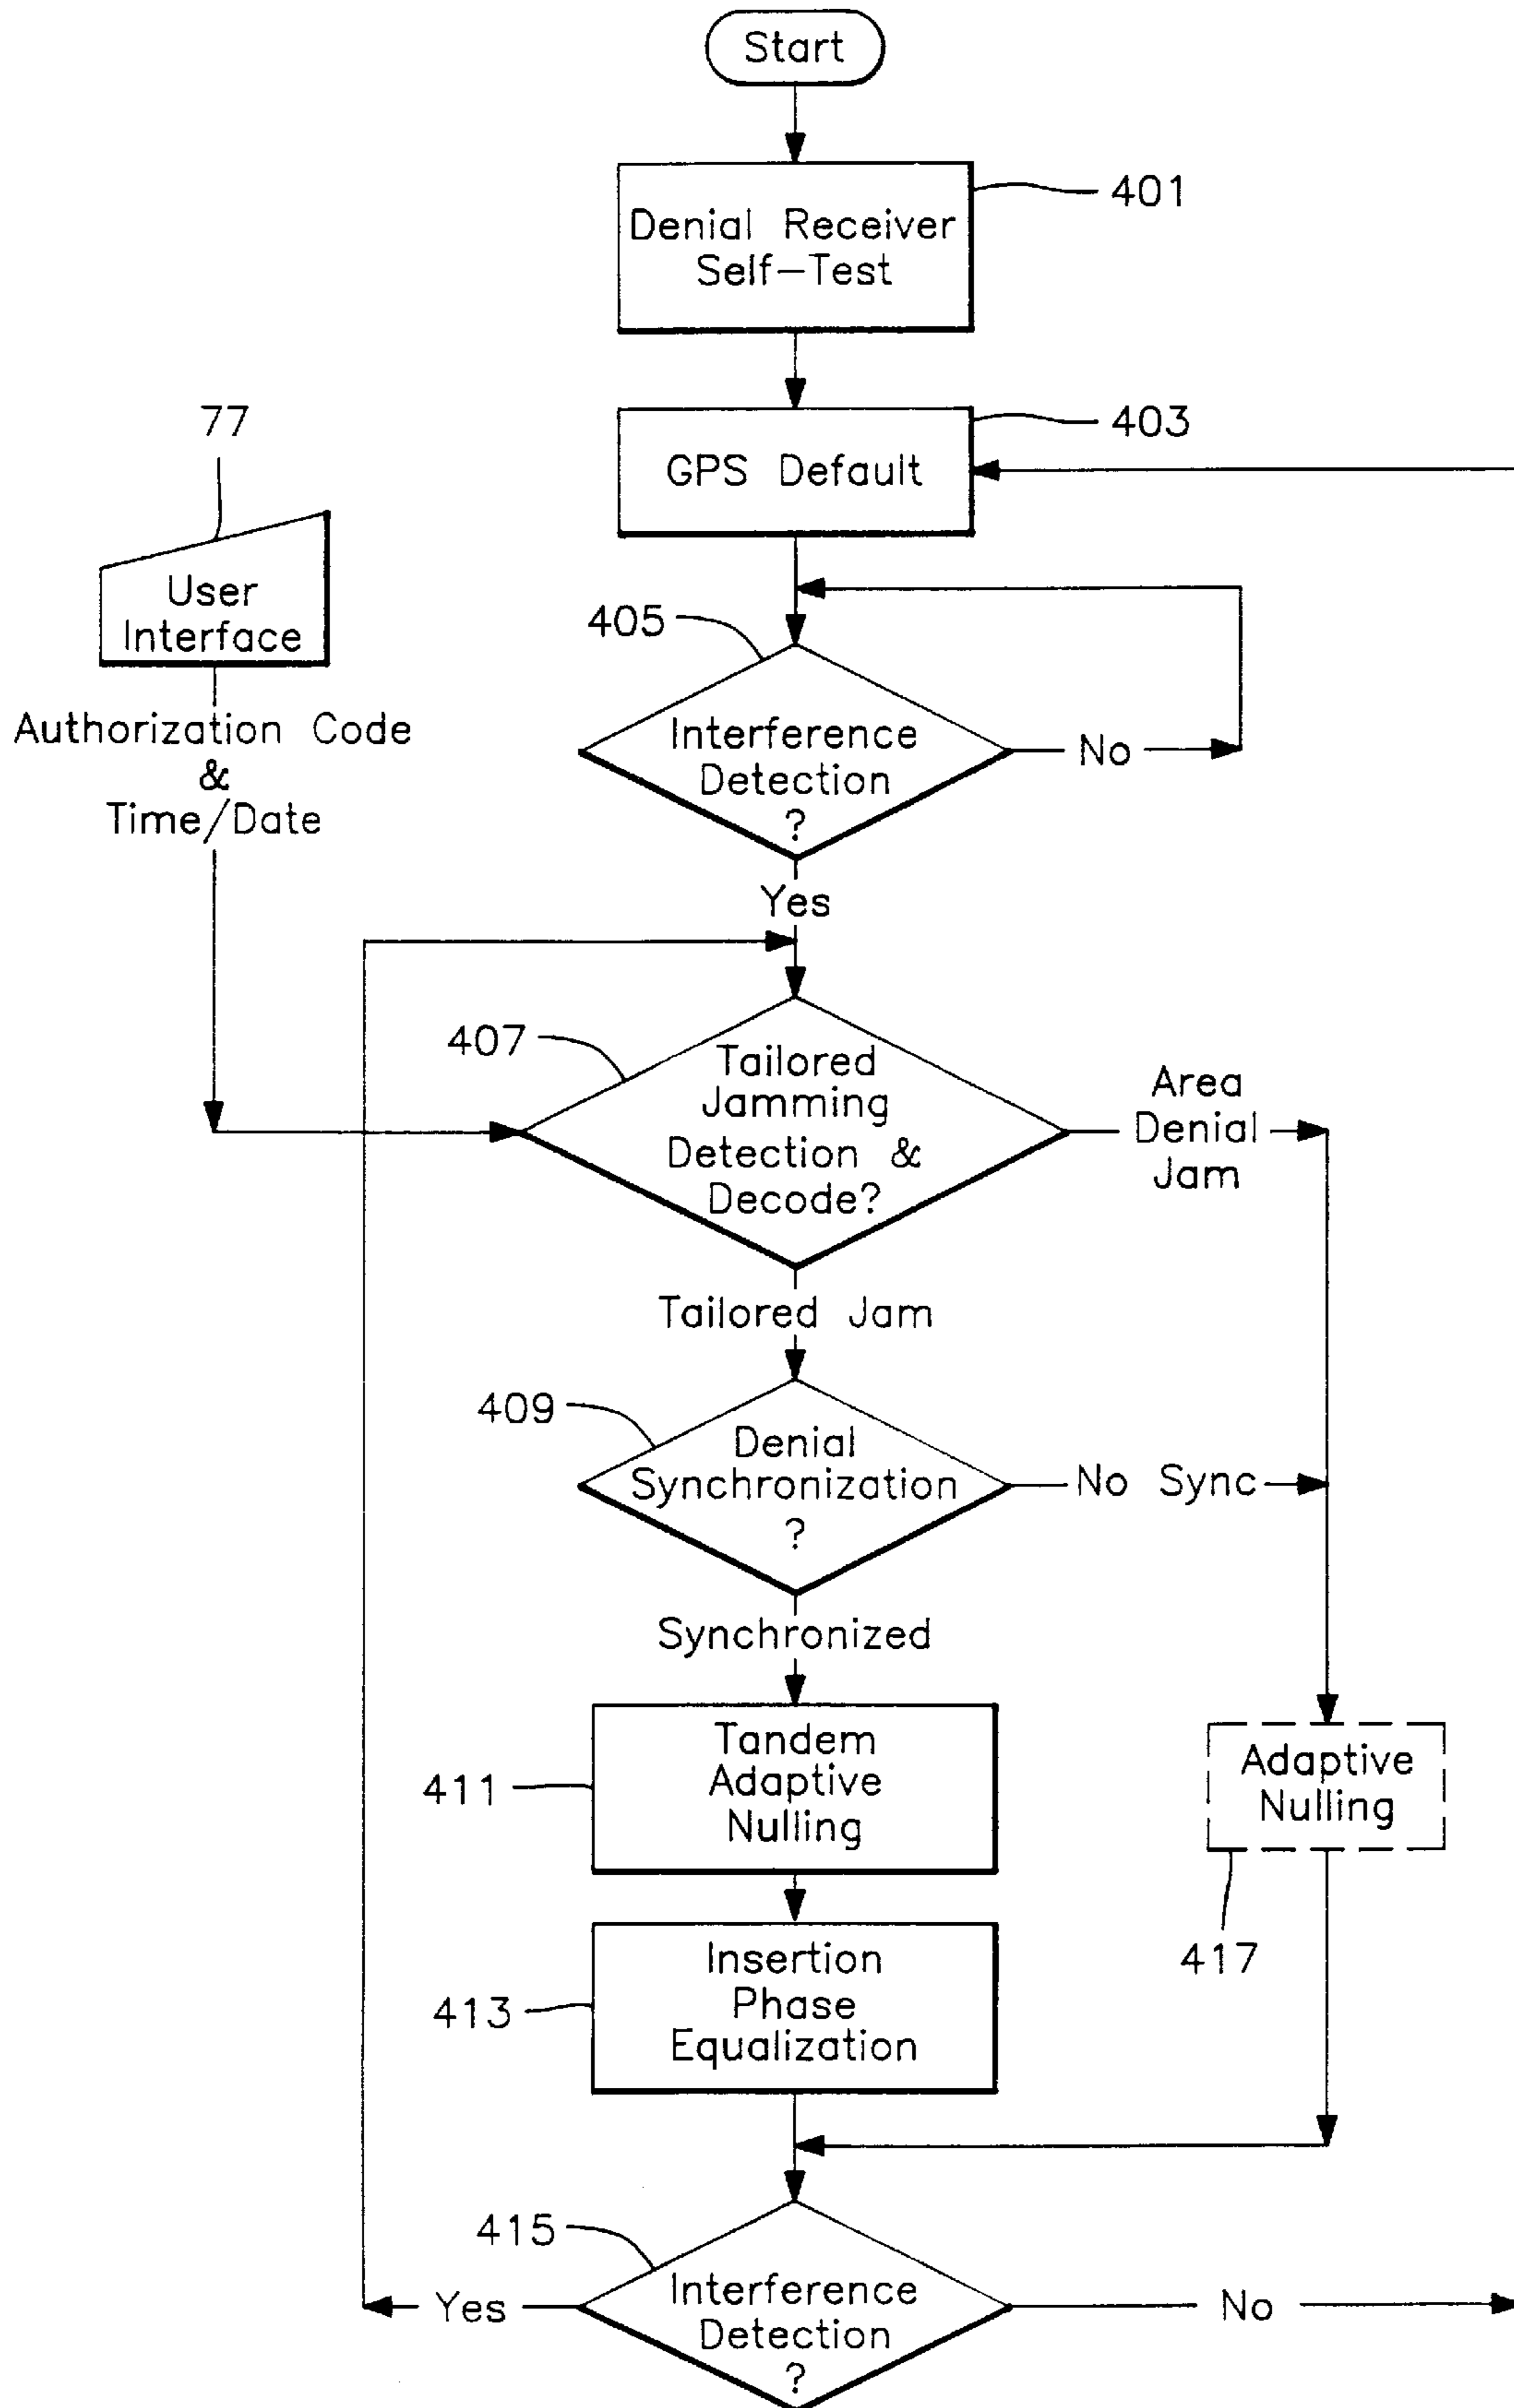 Start
401
Denial Receiver
Self-Test
77
403
GPS Default
User
Interface
405
Authorization Code
&
Time/Date
Interference
Detection
?
No
Yes
407
Tailored
Jamming
Detection &
Decode?
Area
Denial
Jam
Tailored Jam
409
Denial
Synchronization
?
No Sync
Synchronized
411
Tandem
Adaptive
Nulling
Adaptive
Nulling
417
413
Insertion
Phase
Equalization
415
Interference
Detection
?
Yes
No